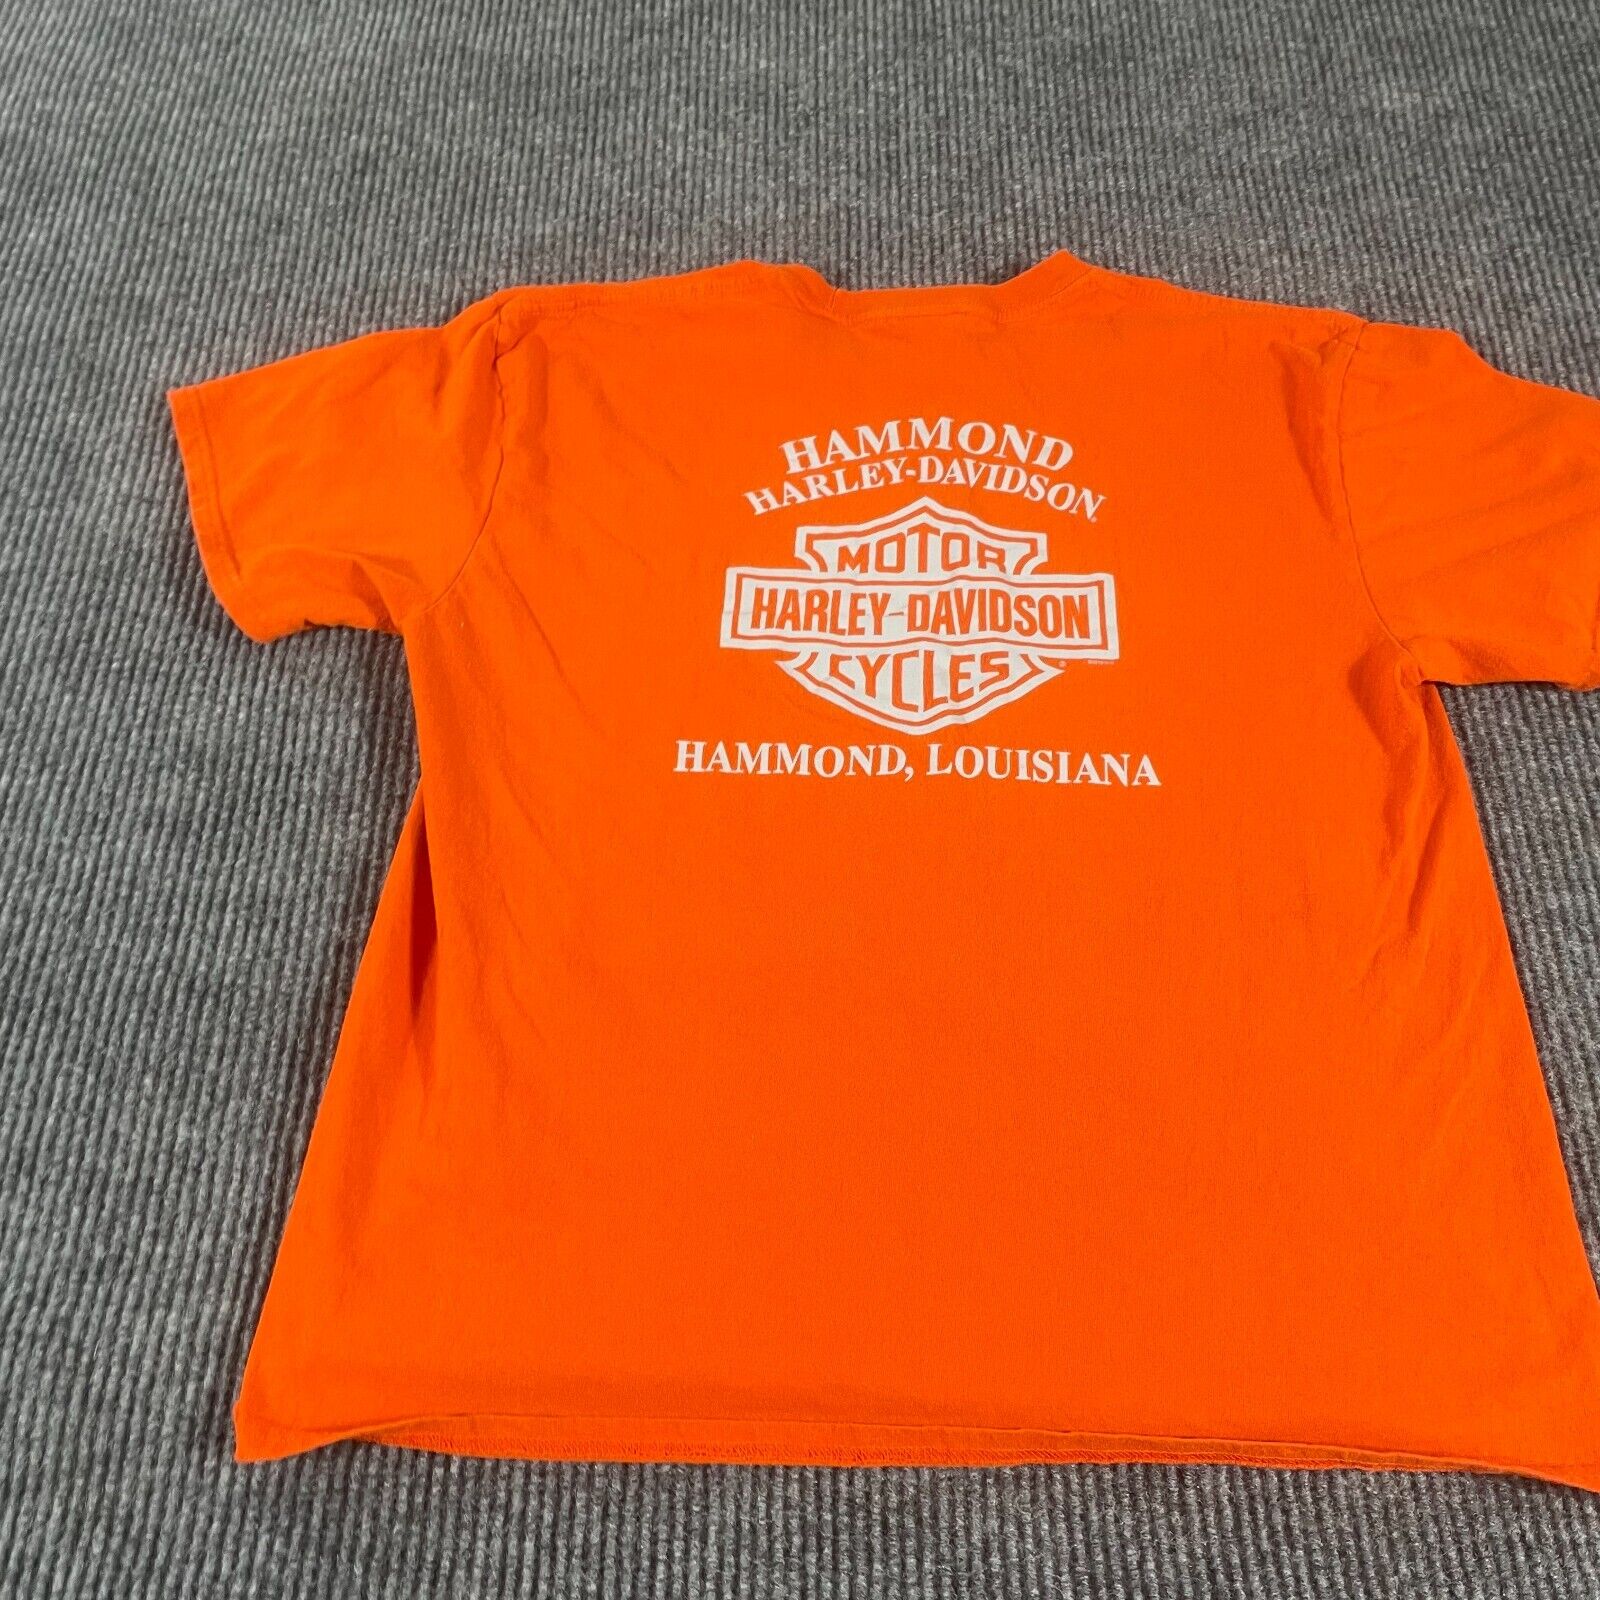 HAMMOND
HARLEY-DAVIDSON®
MOTOR
HARLEY-DAVIDSON
CYCLES ®
HAMMOND, LOUISIANA